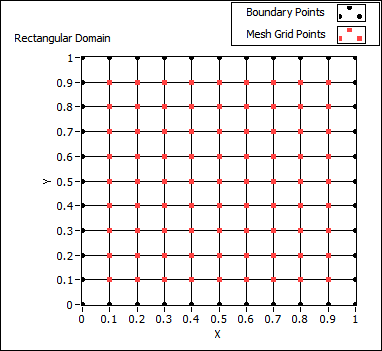 Boundary Points
Mesh Grid Points
Rectangular Domain
1
0.9
0.8
0.7
0.6
0.5
0.4
0.3
0.2
0.1
0
Y
0 0.1 0.2 0.3 0.4 0.5 0.6 0.7 0.8 0.9 1
X